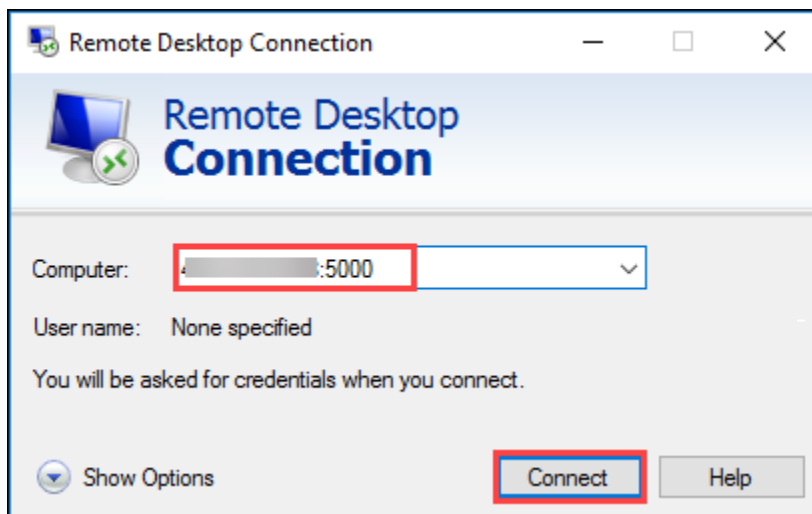 Remote Desktop Connection
Remote Desktop
Connection
Computer: :5000
User name: None specified
You will be asked for credentials when you connect.
Show Options Connect Help